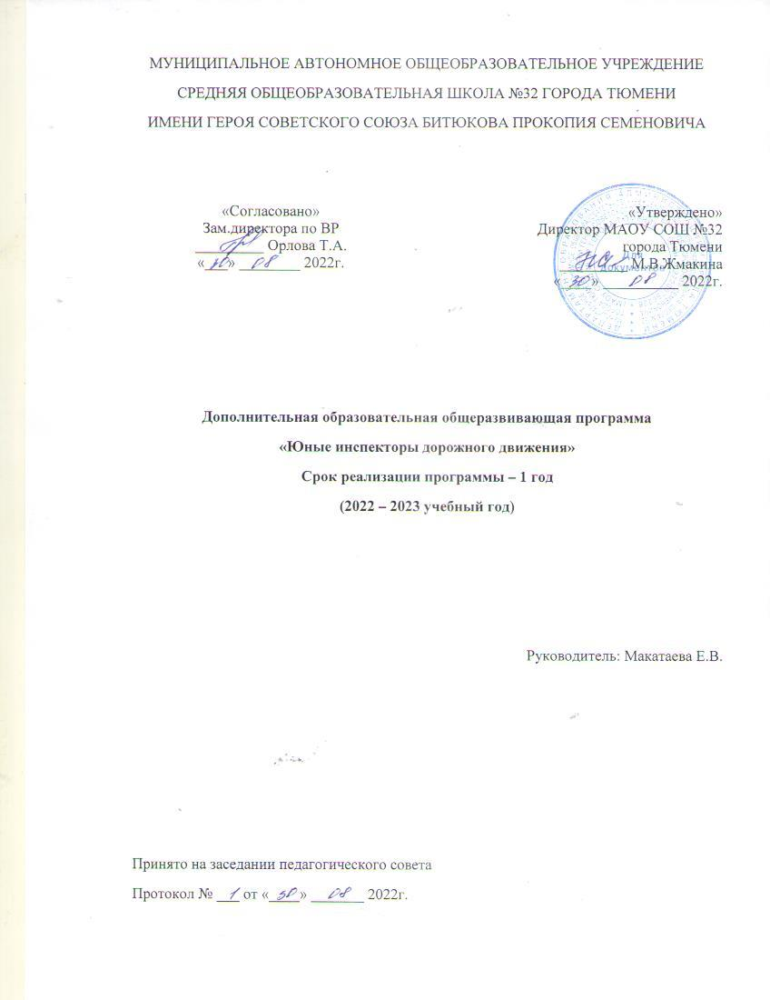 МУНИЦИПАЛЬНОЕ АВТОНОМНОЕ ОБЩЕОБРАЗОВАТЕЛЬНОЕ УЧРЕЖДЕНИЕ
СРЕДНЯЯ ОБЩЕОБРАЗОВАТЕЛЬНАЯ ШКОЛА №32 ГОРОДА ТЮМЕНИ
ИМЕНИ ГЕРОЯ СОВЕТСКОГО СОЮЗА БИТЮКОВА ПРОКОПИЯ СЕМЕНОВИЧА
«Согласовано»
Зам.директора по ВР
Орлова Т.А.
«30» 08 2022г.
«Утверждено»
Директор МАОУ СОШ №32
города Тюмени
М.В.Жмакина
«30» 08 2022г.
Для
документов
Дополнительная образовательная общеразвивающая программа
«Юные инспекторы дорожного движения»
Срок реализации программы – 1 год
(2022 – 2023 учебный год)
Руководитель: Макатаева Е.В.
Принято на заседании педагогического совета
Протокол № 1 от «30» 08 2022г.